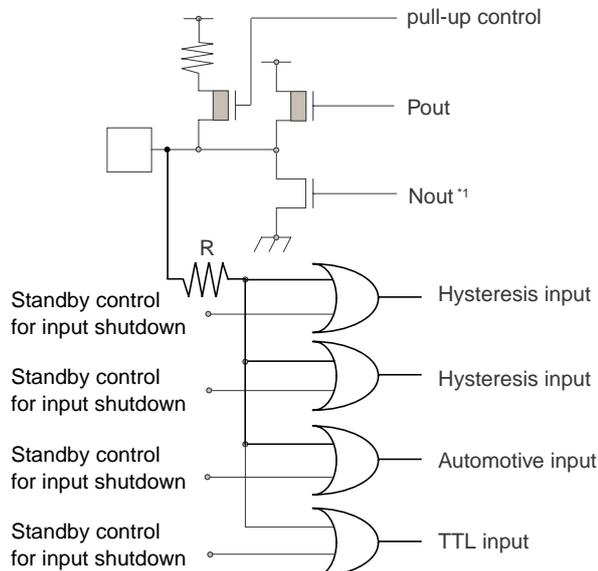 pull-up control
Pout
Nout *1
R
Standby control
for input shutdown
Hysteresis input
Standby control
for input shutdown
Hysteresis input
Standby control
for input shutdown
Automotive input
Standby control
for input shutdown
TTL input